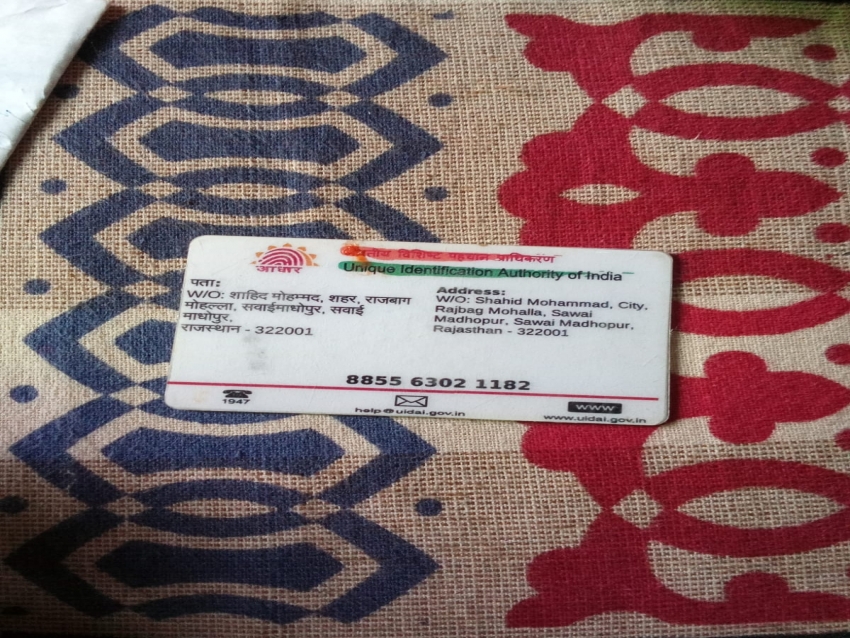 आधार
भारतीय विशिष्ट पहचान प्राधिकरण
Unique Identification Authority of India
पता:
W/O: शाहिद मोहम्मद, शहर, राजबाग
मोहल्ला, सवाईमाधोपुर, सवाई
माधोपुर,
राजस्थान - 322001
Address:
W/O: Shahid Mohammad, City,
Rajbag Mohalla, Sawai
Madhopur, Sawai Madhopur,
Rajasthan - 322001
8855 6302 1182
1947
help@uidai.gov.in
www
www.uidai.gov.in